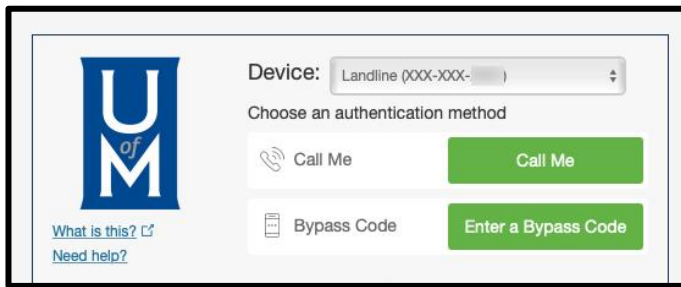 U
of
M
What is this?
Need help?
Device: Landline (XXX-XXX- )
Choose an authentication method
Call Me Call Me
Bypass Code Enter a Bypass Code